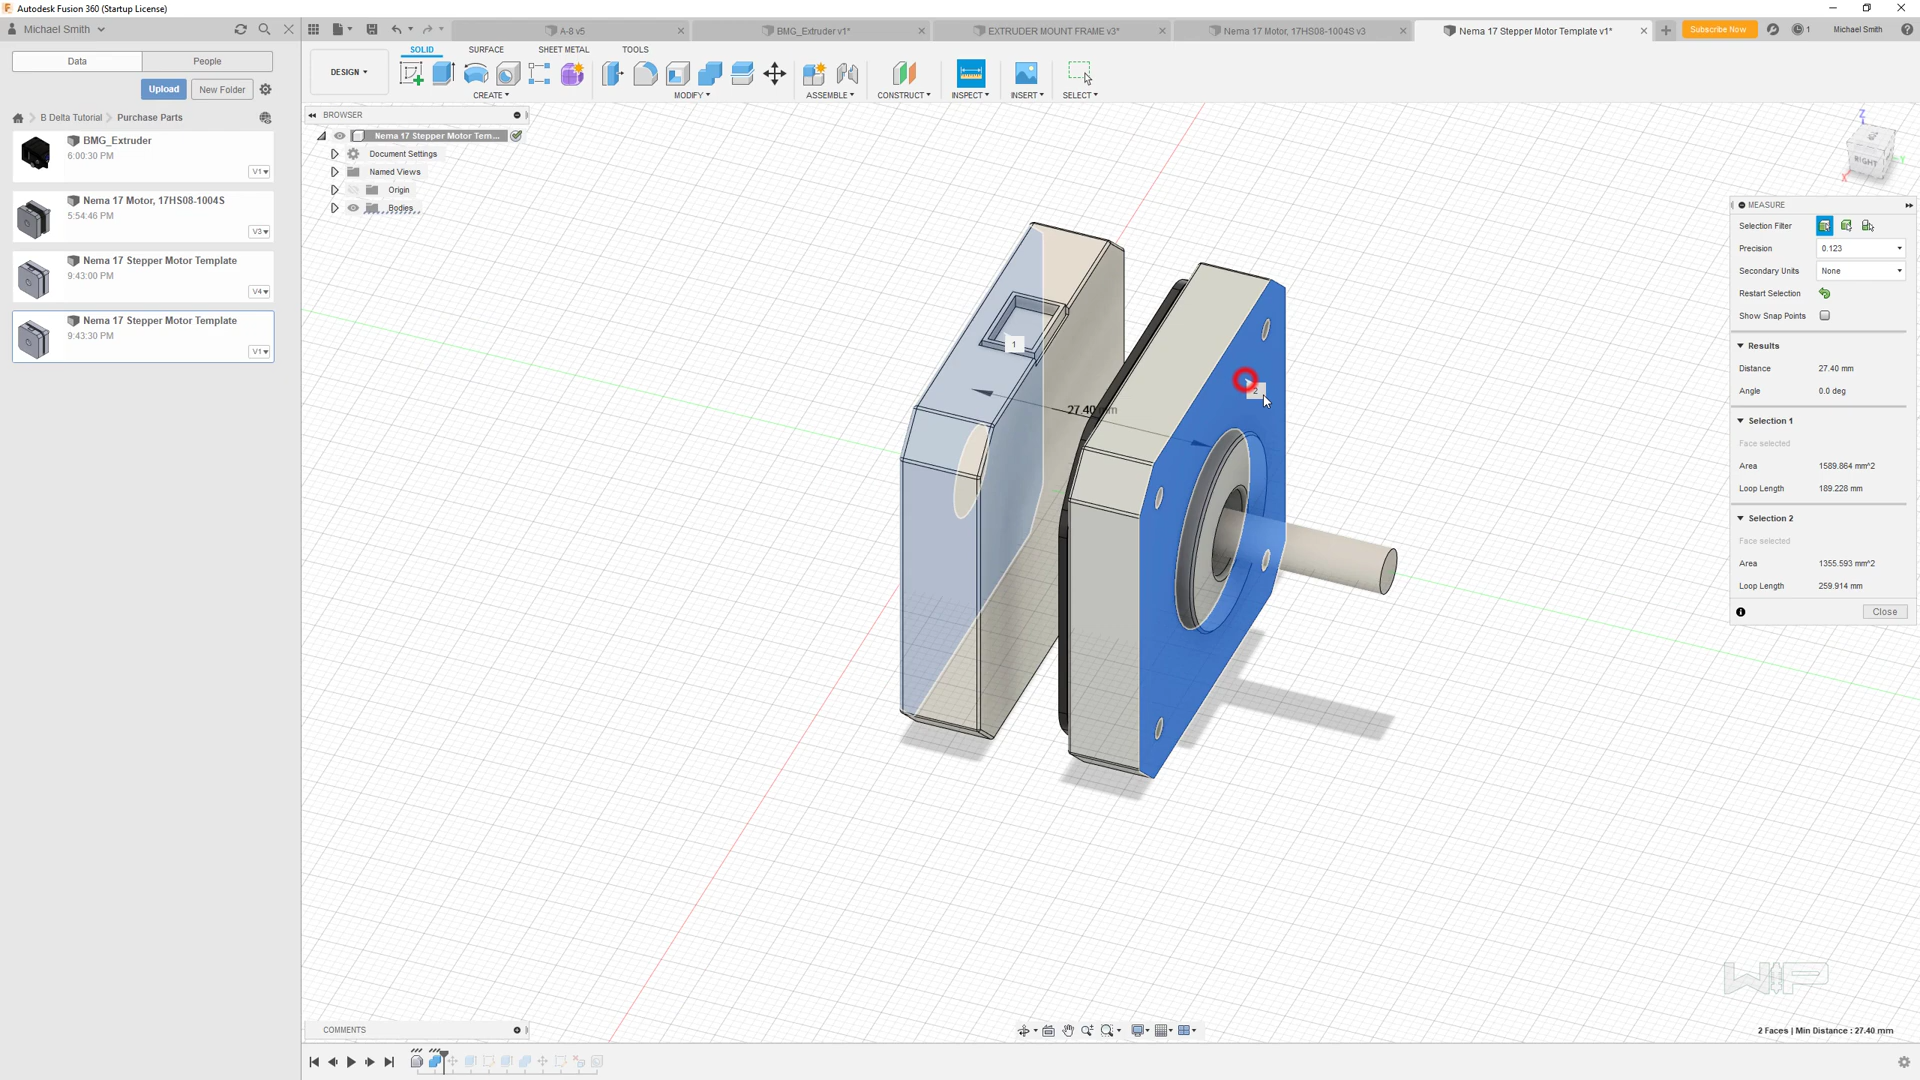 Autodesk Fusion 360 (Startup License)
Michael Smith
A-8 v5
BMG_Extruder v1*
EXTRUDER MOUNT FRAME v3*
Nema 17 Motor, 17HS08-1004S v3
Nema 17 Stepper Motor Template v1*
Subscribe Now
1
Michael Smith
Data
People
Upload
New Folder
B Delta Tutorial
Purchase Parts
BMG_Extruder
6:00:30 PM
V1
Nema 17 Motor, 17HS08-1004S
5:54:46 PM
V3
Nema 17 Stepper Motor Template
9:43:00 PM
V4
Nema 17 Stepper Motor Template
9:43:30 PM
V1
SOLID
SURFACE
SHEET METAL
TOOLS
DESIGN
CREATE
MODIFY
ASSEMBLE
CONSTRUCT
INSPECT
INSERT
SELECT
BROWSER
Nema 17 Stepper Motor Tem...
Document Settings
Named Views
Origin
Bodies
1
2
27.40 mm
Z
RIGHT
Y
X
MEASURE
Selection Filter
Precision
0.123
Secondary Units
None
Restart Selection
Show Snap Points
Results
Distance
27.40 mm
Angle
0.0 deg
Selection 1
Face selected
Area
1589.864 mm^2
Loop Length
189.228 mm
Selection 2
Face selected
Area
1355.593 mm^2
Loop Length
259.914 mm
Close
W+P
COMMENTS
2 Faces | Min Distance : 27.40 mm